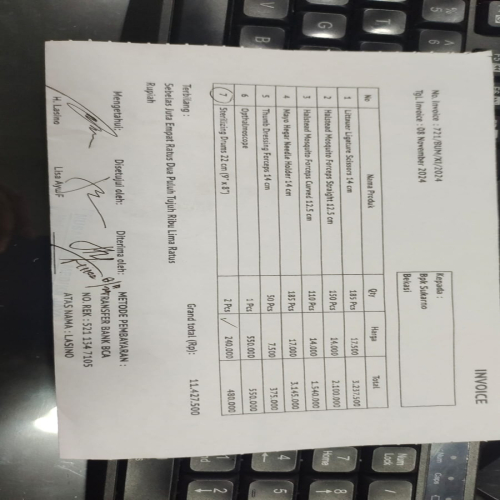 INVOICE
No. Invoice : 721/BJN/XI/2024
Tgl. Invoice : 08 November 2024
Kepada :
Bpk Sukarno
Bekasi
No Nama Produk Qty Harga Total
1 Littauer Ligature Scissors 14 cm 185 Pcs 17.500 3.237.500
2 Halstead Mosquito Forceps Straight 12.5 cm 150 Pcs 14.000 2.100.000
3 Halstead Mosquito Forceps Curved 12.5 cm 110 Pcs 14.000 1.540.000
4 Mayo Hegar Needle Holder 14 cm 185 Pcs 17.000 3.145.000
5 Thumb Dressing Forceps 14 cm 50 Pcs 7.500 375.000
6 Opthalmoscope 1 Pcs 550.000 550.000
7 Sterilizing Drums 22 cm (9" x 8") 2 Pcs 240.000 480.000
Grand total (Rp): 11.427.500
Terbilang :
Sebelas Juta Empat Ratus Dua Puluh Tujuh Ribu Lima Ratus
Rupiah
Mengetahui: Disetujui oleh: Diterima oleh:
H. Lasino Lisa Ayu F
METODE PEMBAYARAN :
TRANSFER BANK BCA
NO. REK : 521 134 7105
ATAS NAMA : LASINO